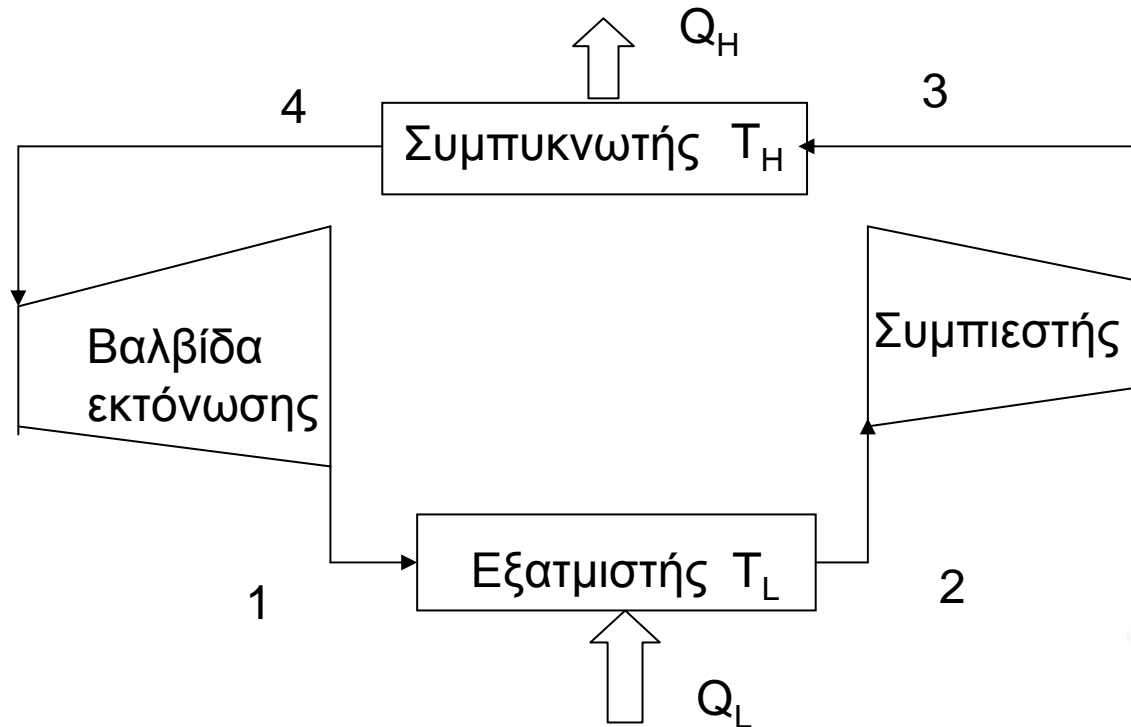 Q_H
4
3
Συμπυκνωτής T_H
Βαλβίδα
εκτόνωσης
Συμπιεστής
Εξατμιστής T_L
1
2
Q_L